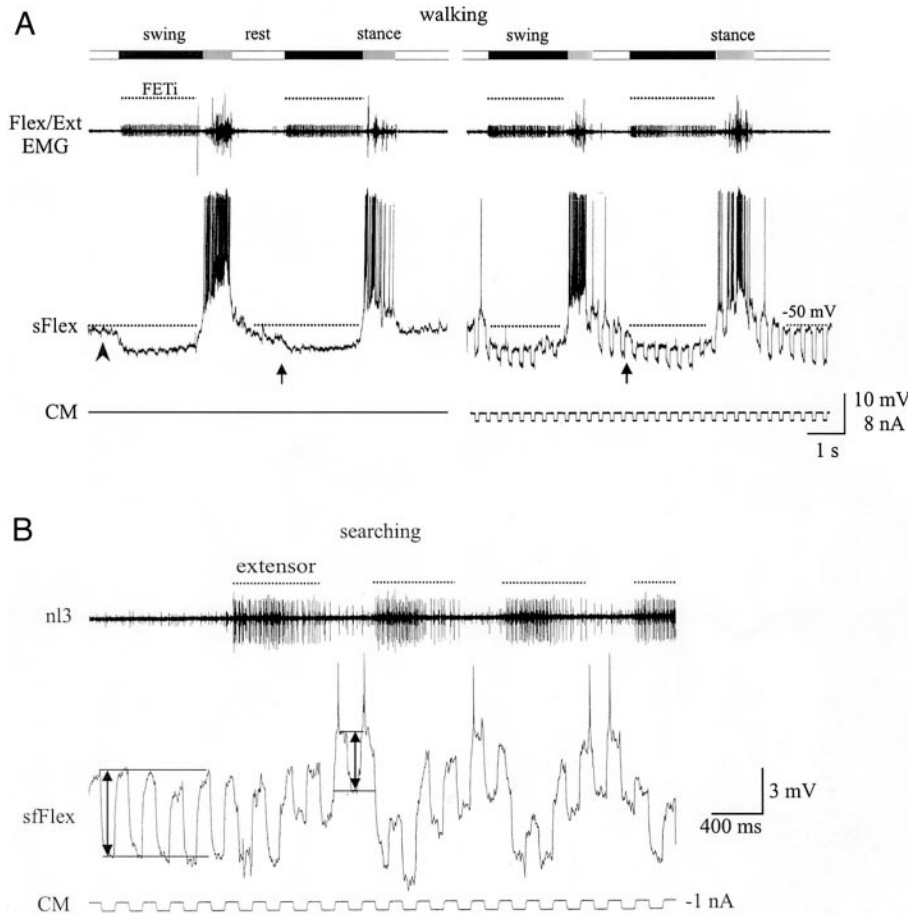 A
walking
swing rest stance swing stance
FETi
Flex/Ext
EMG
sFlex
-50 mV
CM
10 mV
8 nA
1 s
B
searching
extensor
nl3
sfFlex
3 mV
400 ms
CM
-1 nA